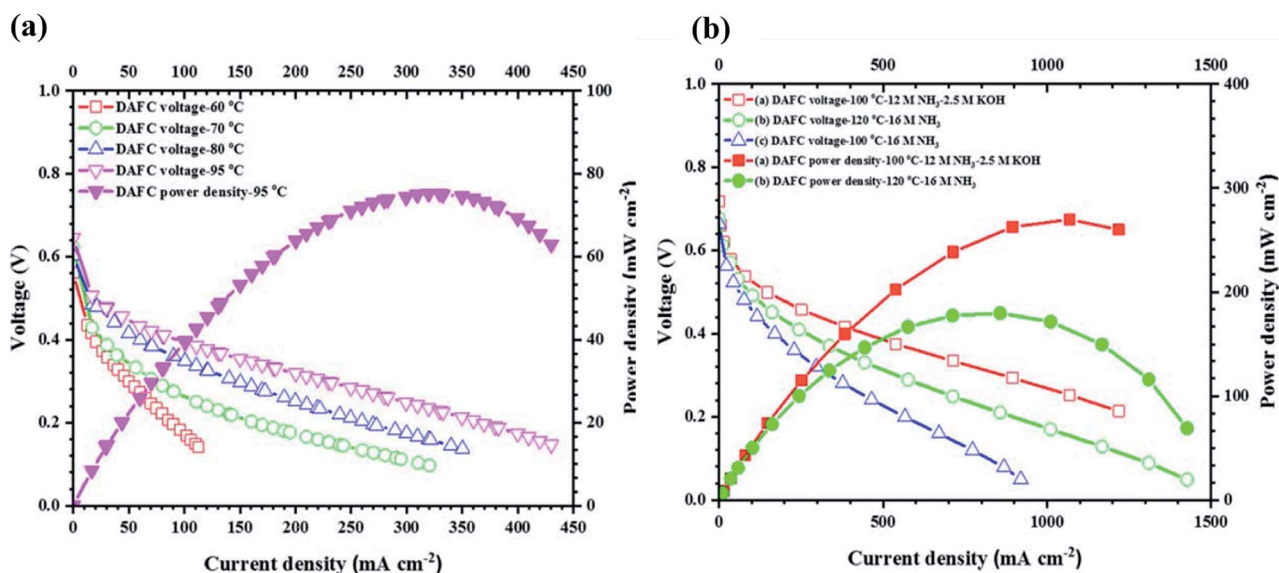 (a)
0 50 100 150 200 250 300 350 400 450
1.0
0.8
0.6
0.4
0.2
0.0
Voltage (V)
DAFC voltage-60 °C
DAFC voltage-70 °C
DAFC voltage-80 °C
DAFC voltage-95 °C
DAFC power density-95 °C
100
80
60
40
20
0
Power density (mW cm-2)
0 50 100 150 200 250 300 350 400 450
Current density (mA cm-2)
(b)
0 500 1000 1500
1.0
0.8
0.6
0.4
0.2
0.0
Voltage (V)
(a) DAFC voltage-100 °C-12 M NH3-2.5 M KOH
(b) DAFC voltage-120 °C-16 M NH3
(c) DAFC voltage-100 °C-16 M NH3
(a) DAFC power density-100 °C-12 M NH3-2.5 M KOH
(b) DAFC power density-120 °C-16 M NH3
400
300
200
100
0
Power density (mW cm-2)
0 500 1000 1500
Current density (mA cm-2)